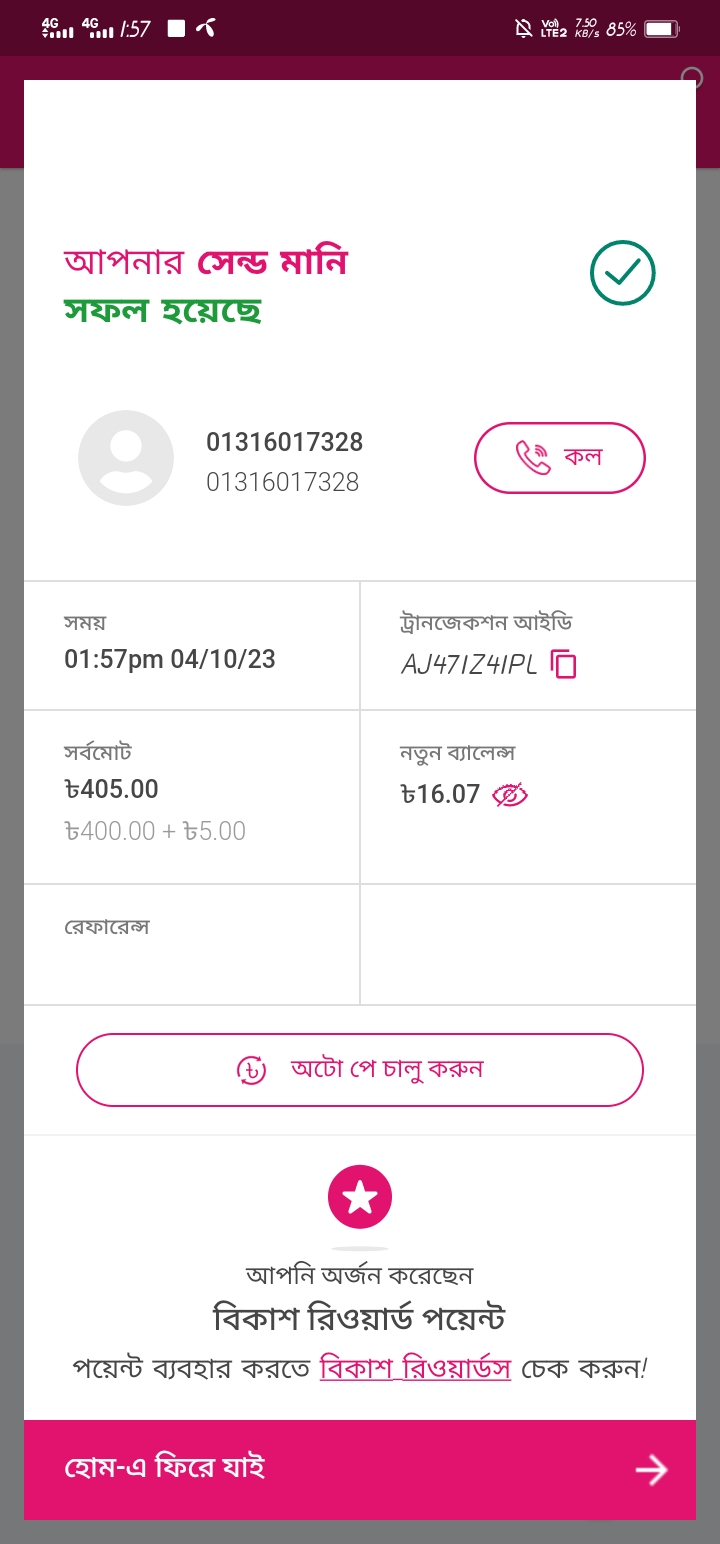 4G 4G 1:57 Vo) LTE2 7.50 KB/s 85%
আপনার সেন্ড মানি
সফল হয়েছে
01316017328
01316017328
কল
সময়
01:57pm 04/10/23
ট্রানজেকশন আইডি
AJ47IZ4IPL
সর্বমোট
৳405.00
৳400.00 + ৳5.00
নতুন ব্যালেন্স
৳16.07
রেফারেন্স
অটো পে চালু করুন
আপনি অর্জন করেছেন
বিকাশ রিওয়ার্ড পয়েন্ট
পয়েন্ট ব্যবহার করতে বিকাশ রিওয়ার্ডস চেক করুন!
হোম-এ ফিরে যাই